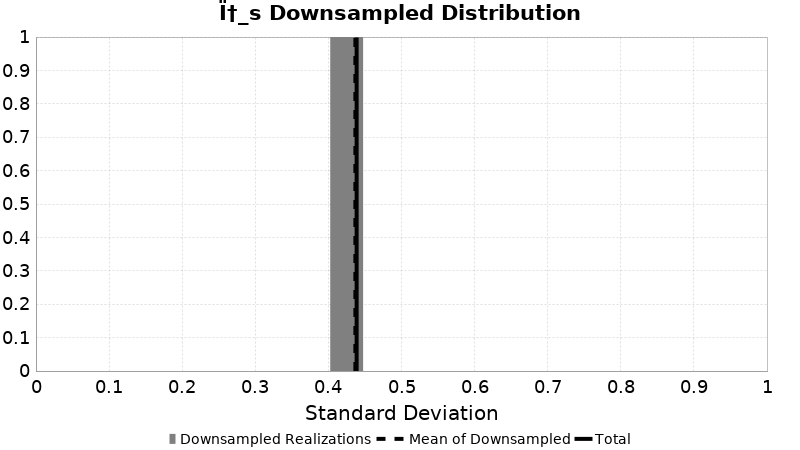 Ï†_s Downsampled Distribution
1
0.9
0.8
0.7
0.6
0.5
0.4
0.3
0.2
0.1
0
0 0.1 0.2 0.3 0.4 0.5 0.6 0.7 0.8 0.9 1
Standard Deviation
Downsampled Realizations Mean of Downsampled Total